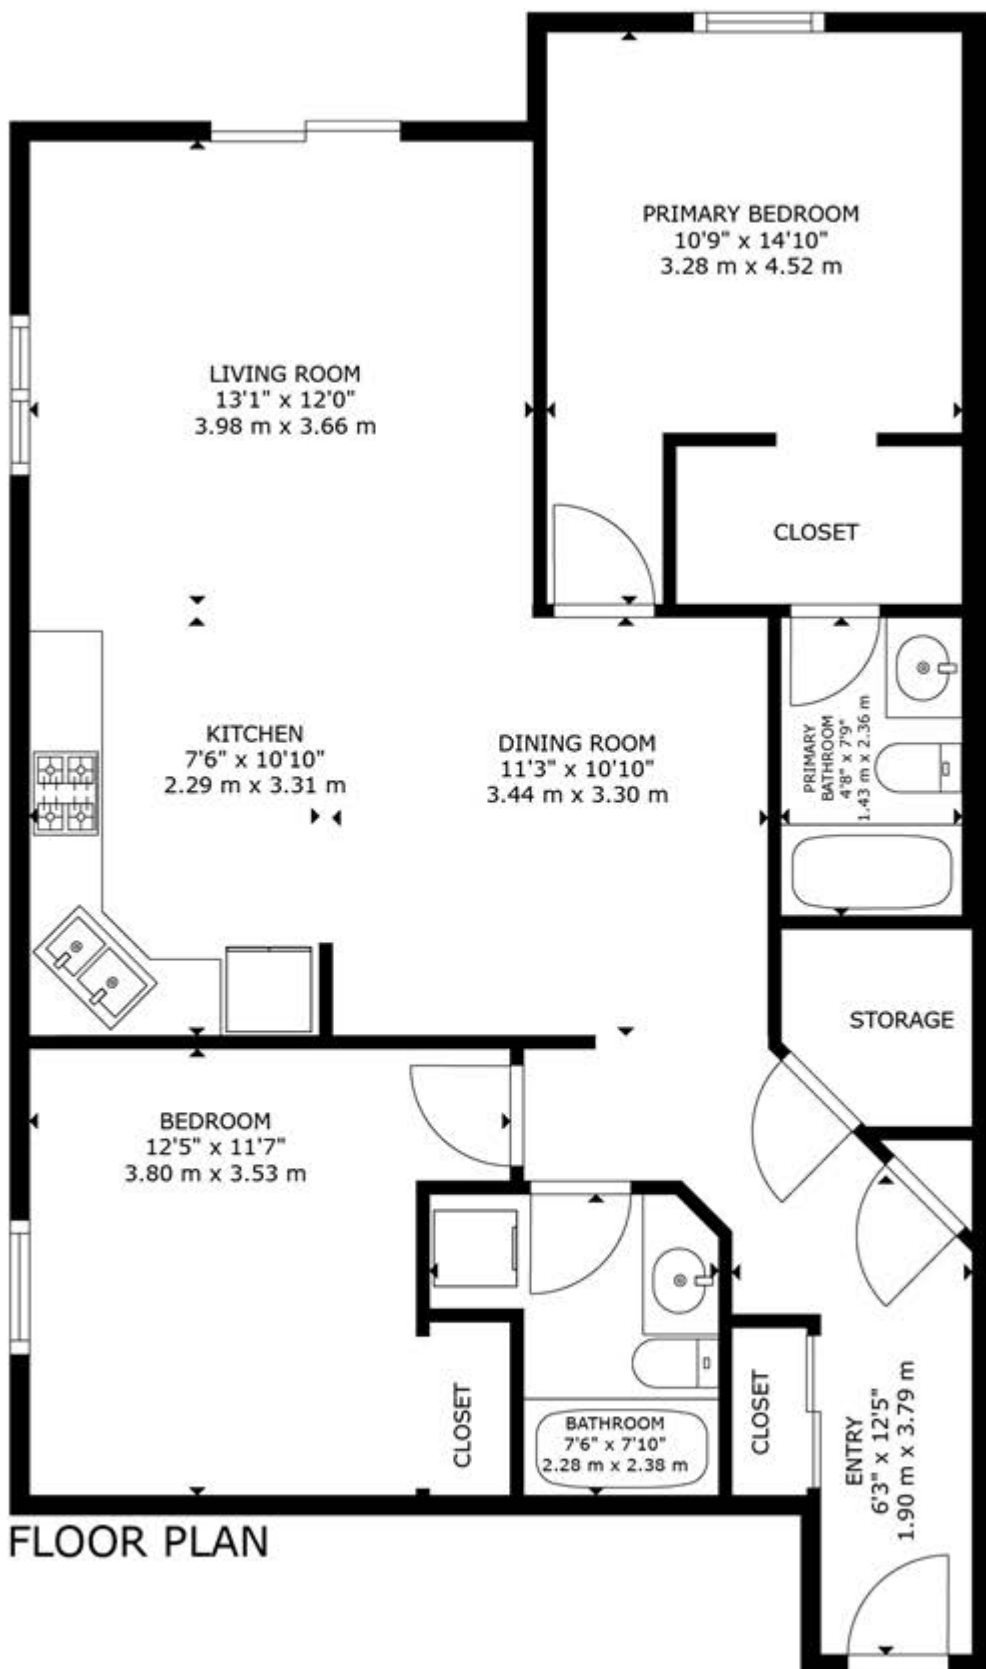 PRIMARY BEDROOM
10'9" x 14'10"
3.28 m x 4.52 m
LIVING ROOM
13'1" x 12'0"
3.98 m x 3.66 m
CLOSET
KITCHEN
7'6" x 10'10"
2.29 m x 3.31 m
DINING ROOM
11'3" x 10'10"
3.44 m x 3.30 m
PRIMARY
BATHROOM
4'8" x 7'9"
1.43 m x 2.36 m
STORAGE
BEDROOM
12'5" x 11'7"
3.80 m x 3.53 m
CLOSET
BATHROOM
7'6" x 7'10"
2.28 m x 2.38 m
CLOSET
ENTRY
6'3" x 12'5"
1.90 m x 3.79 m
FLOOR PLAN